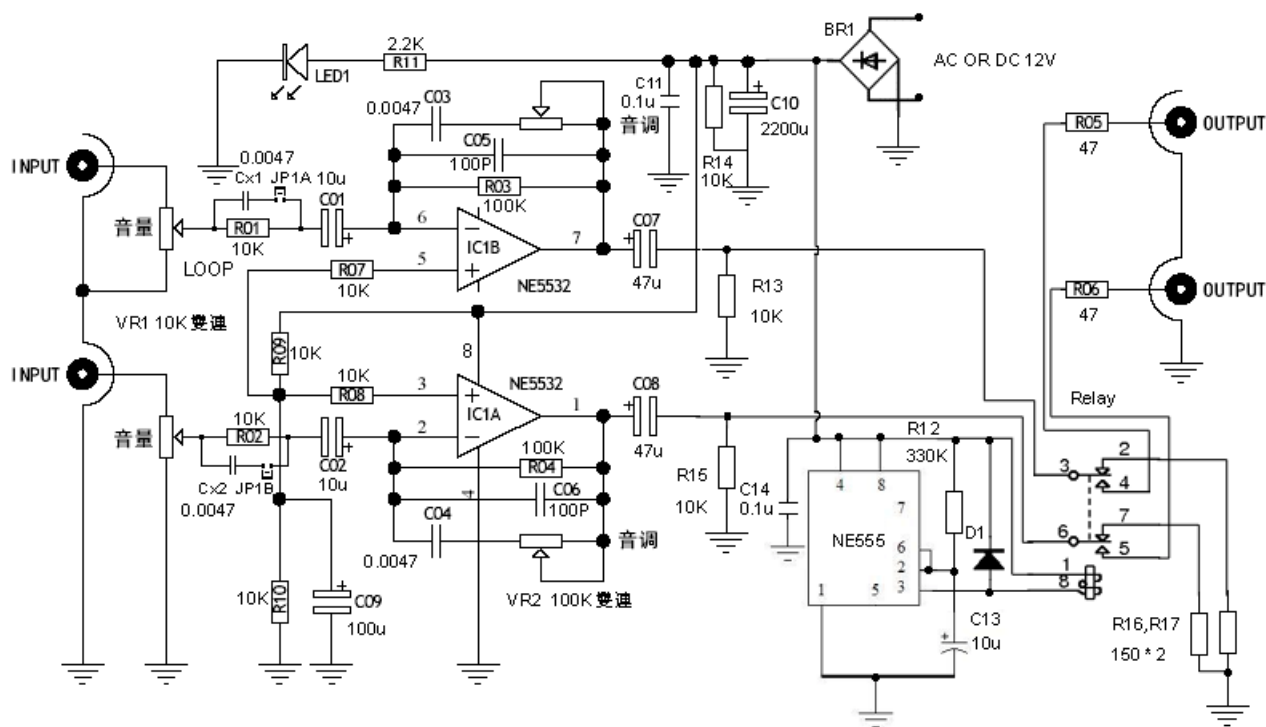 BR1
AC OR DC 12V
2.2K
R11
LED1
C11
0.1u
C10
2200u
R14
10K
C03
0.0047
音调
C05
100P
R03
100K
INPUT
0.0047
Cx1 JP1A 10u
C01
音量
R01
10K
LOOP
6
IC1B
7
5
R07
10K
NE5532
C07
47u
R13
10K
R05
47
OUTPUT
R06
47
OUTPUT
VR1 10K 變連
R09
10K
8
INPUT
10K
R08
3
NE5532
IC1A
1
2
C08
47u
音量
10K
R02
C02
10u
Cx2 JP1B
0.0047
100K
R04
4
C06
100P
C04
0.0047
音调
VR2 100K 變連
R15
10K
10K
R10
C09
100u
C14
0.1u
R12
330K
4
8
7
NE555
6
2
3
1
5
D1
C13
10u
Relay
3
2
4
6
7
5
1
8
R16,R17
150 * 2